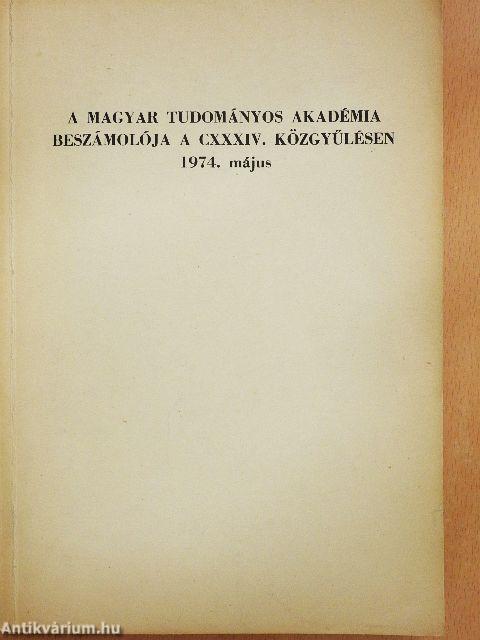 A MAGYAR TUDOMÁNYOS AKADÉMIA
BESZÁMOLÓJA A CXXXIV. KÖZGYŰLÉSEN
1974. május
Antikvárium.hu